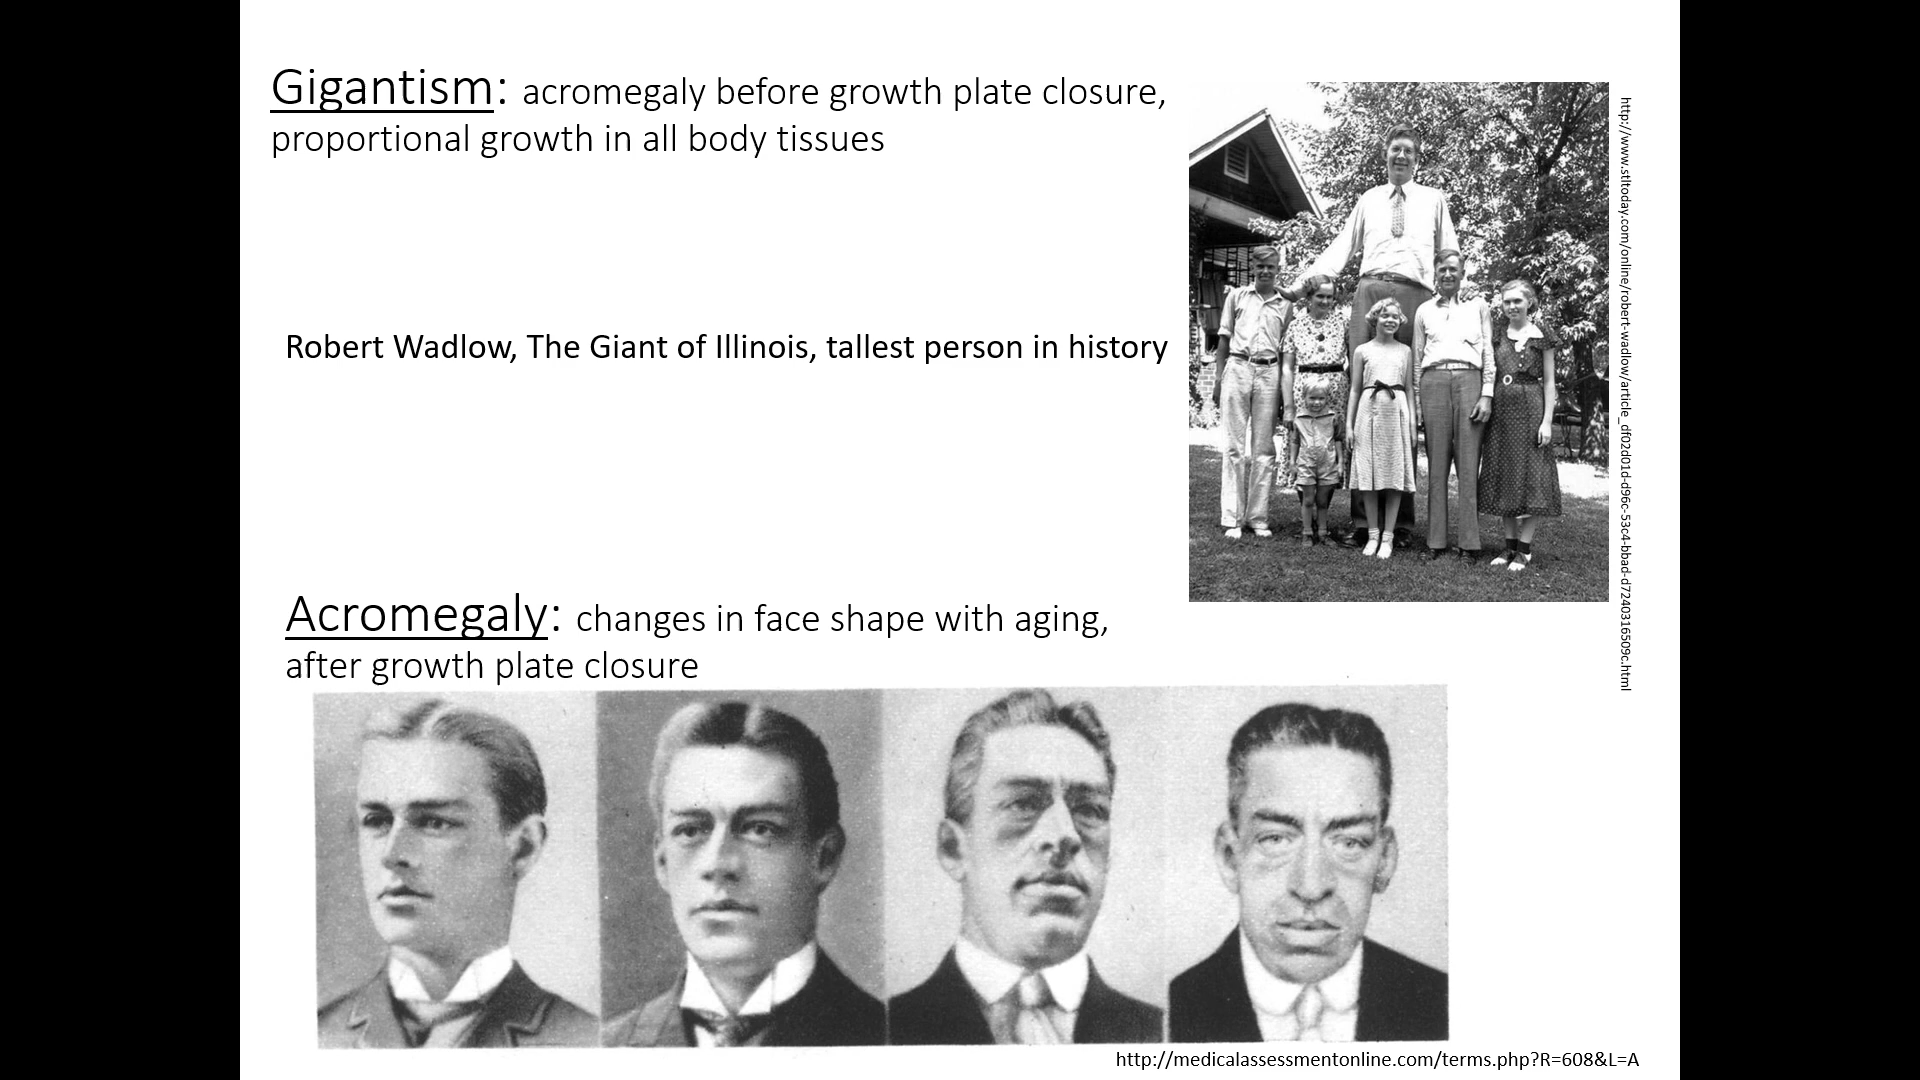 Gigantism: acromegaly before growth plate closure,
proportional growth in all body tissues
Robert Wadlow, The Giant of Illinois, tallest person in history
http://www.stltoday.com/online/robert-wadlow/article_df02d01d-d96c-53c4-bbad-d7240316509c.html
Acromegaly: changes in face shape with aging,
after growth plate closure
http://medicalassessmentonline.com/terms.php?R=608&L=A